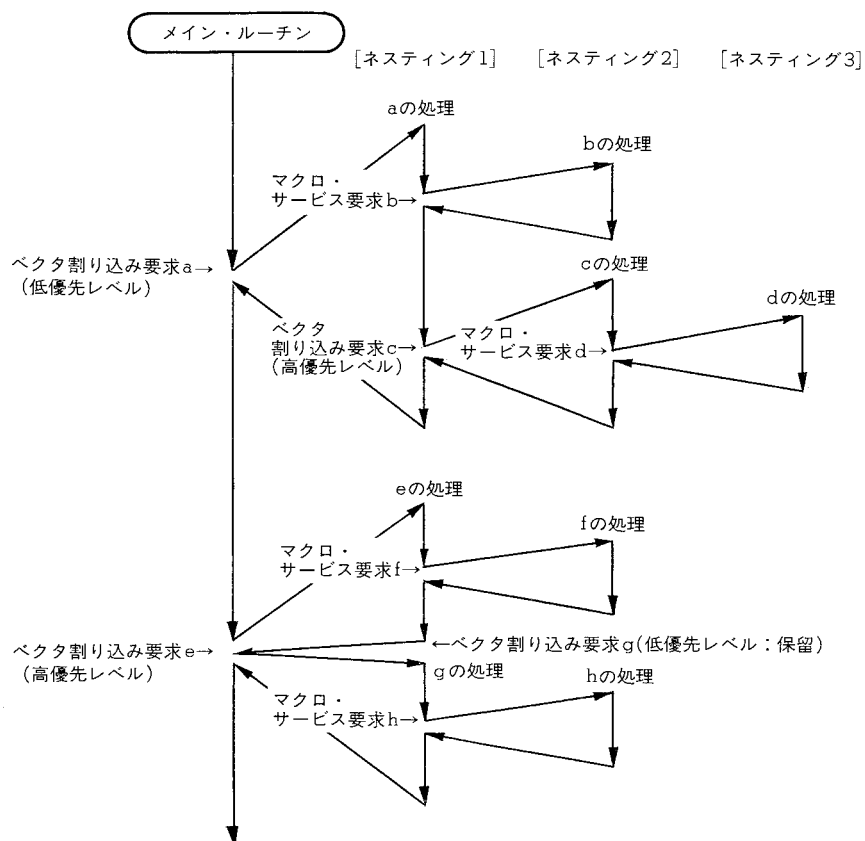 メイン・ルーチン
[ネスティング1] [ネスティング2] [ネスティング3]
aの処理
bの処理
マクロ・
サービス要求b→
ベクタ割り込み要求a→
(低優先レベル)
cの処理
dの処理
ベクタ
割り込み要求c→
(高優先レベル)
マクロ・
サービス要求d→
eの処理
fの処理
マクロ・
サービス要求f→
ベクタ割り込み要求e→
(高優先レベル)
←ベクタ割り込み要求g(低優先レベル:保留)
gの処理
hの処理
マクロ・
サービス要求h→